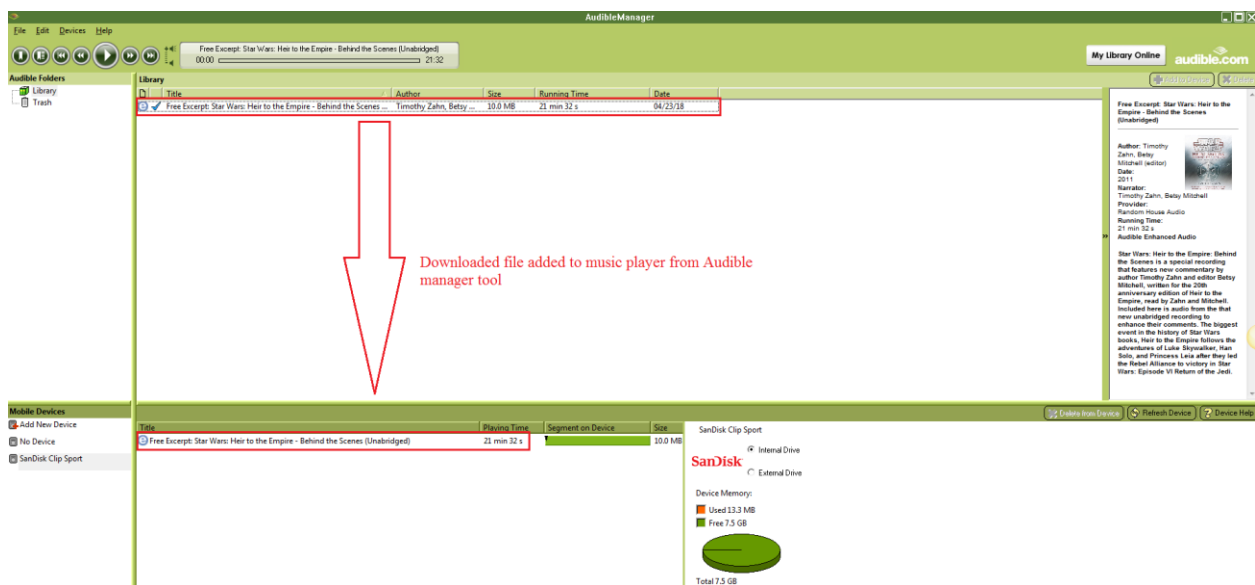 AudibleManager
File Edit Devices Help
Free Excerpt: Star Wars: Heir to the Empire - Behind the Scenes (Unabridged)
00:00 21:32
My Library Online
audible.com
Audible Folders
Library
Trash
Library
Add to Device
Delete
Title Author Size Running Time Date
Free Excerpt: Star Wars: Heir to the Empire - Behind the Scenes ... Timothy Zahn, Betsy ... 10.0 MB 21 min 32 s 04/23/18
Downloaded file added to music player from Audible
manager tool
Free Excerpt: Star Wars: Heir to the
Empire - Behind the Scenes
(Unabridged)
Author: Timothy
Zahn, Betsy
Mitchell (editor)
Date:
2011
Narrator:
Timothy Zahn, Betsy Mitchell
Provider:
Random House Audio
Running Time:
21 min 32 s
Audible Enhanced Audio
Star Wars: Heir to the Empire: Behind
the Scenes is a special recording
that features new commentary by
author Timothy Zahn and editor Betsy
Mitchell, written for the 20th
anniversary edition of Heir to the
Empire, read by Zahn and Mitchell.
Included here is audio from the that
new unabridged recording to
enhance their comments. The biggest
event in the history of Star Wars
books, Heir to the Empire follows the
adventures of Luke Skywalker, Han
Solo, and Princess Leia after they led
the Rebel Alliance to victory in Star
Wars: Episode VI Return of the Jedi.
Mobile Devices
Add New Device
No Device
SanDisk Clip Sport
Delete from Device
Refresh Device
Device Help
Title Playing Time Segment on Device Size
Free Excerpt: Star Wars: Heir to the Empire - Behind the Scenes (Unabridged) 21 min 32 s 10.0 MB
SanDisk Clip Sport
SanDisk
Internal Drive
External Drive
Device Memory:
Used 13.3 MB
Free 7.5 GB
Total 7.5 GB